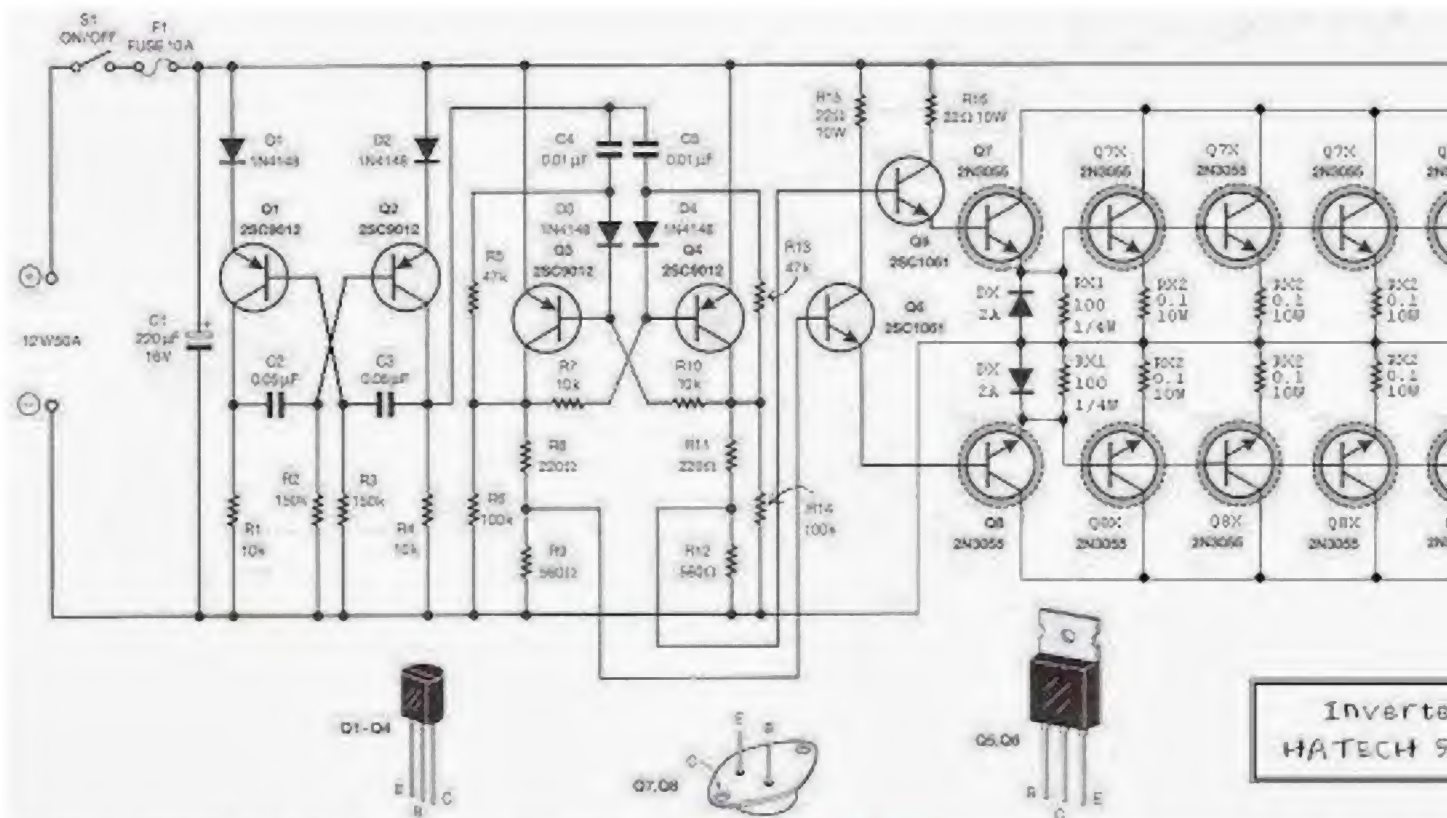 S1
ON/OFF
F1
FUSE 10A
D1
1N4148
D2
1N4148
Q1
2SC9012
Q2
2SC9012
12V/50A
C1
220µF
16V
+
C2
0.05µF
C3
0.05µF
R1
10k
R2
150k
R3
150k
R4
10k
C4
0.01µF
C5
0.01µF
D3
1N4148
D4
1N4148
R5
47k
2SC9012
Q4
2SC9012
R13
47k
R7
10k
R10
10k
R8
220Ω
R11
220Ω
R6
100k
R14
100k
R9
560Ω
R12
560Ω
R15
22Ω
10W
22Ω 10W
2SC1061
Q6
2SC1061
Q7
2N3055
Q7X
2N3055
Q7X
2N3055
Q7X
2N3055
DX
2A
RX1
100
1/4W
RX2
0.1
10W
RX2
0.1
10W
RX2
0.1
10W
DX
2A
RX1
100
1/4W
RX2
0.1
10W
RX2
0.1
10W
RX2
0.1
10W
Q8
2N3055
Q8X
2N3055
Q8X
2N3055
Q8X
2N3055
Q1-Q4
E
B
C
Q7,Q8
C
E
B
Q5,Q6
B
C
E
Inverte
HATECH 5